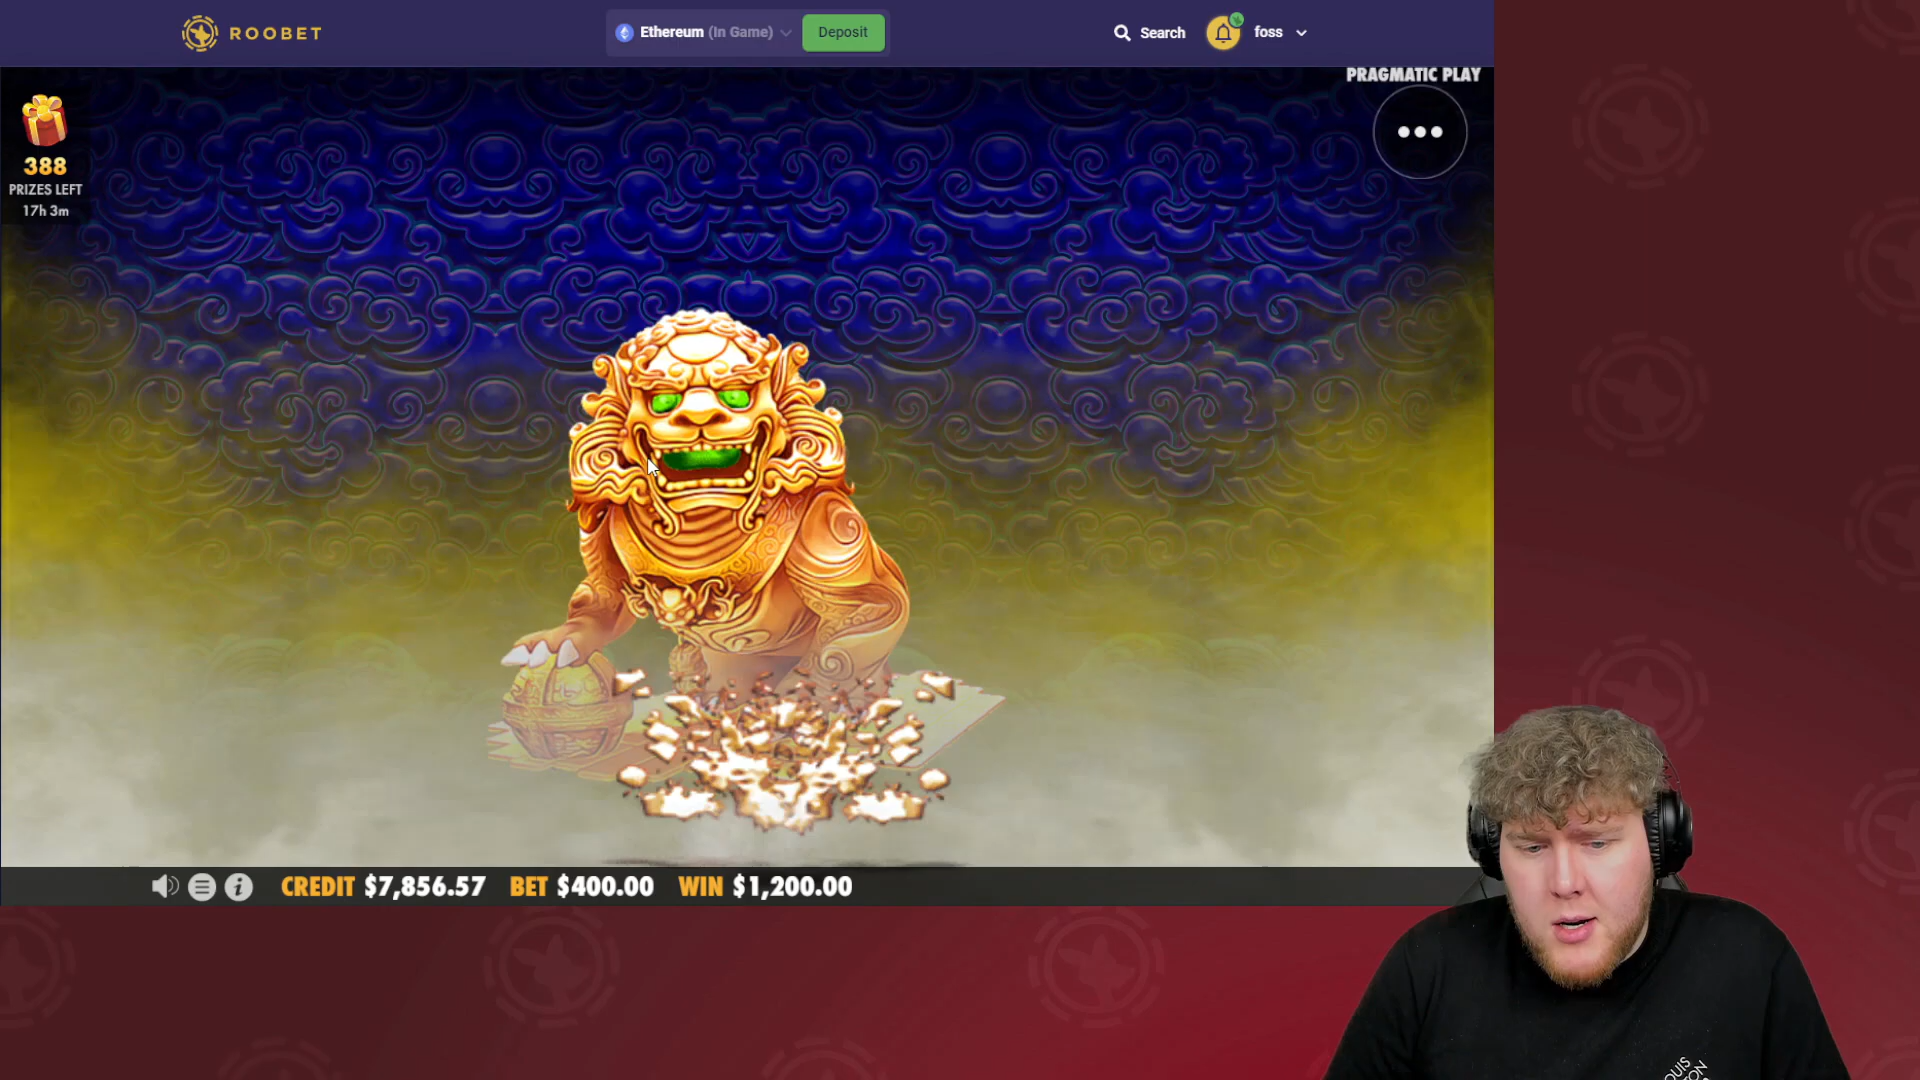 ROOBET
Ethereum (In Game)
Deposit
Search
foss
PRAGMATIC PLAY
388
PRIZES LEFT
17h 3m
CREDIT $7,856.57 BET $400.00 WIN $1,200.00